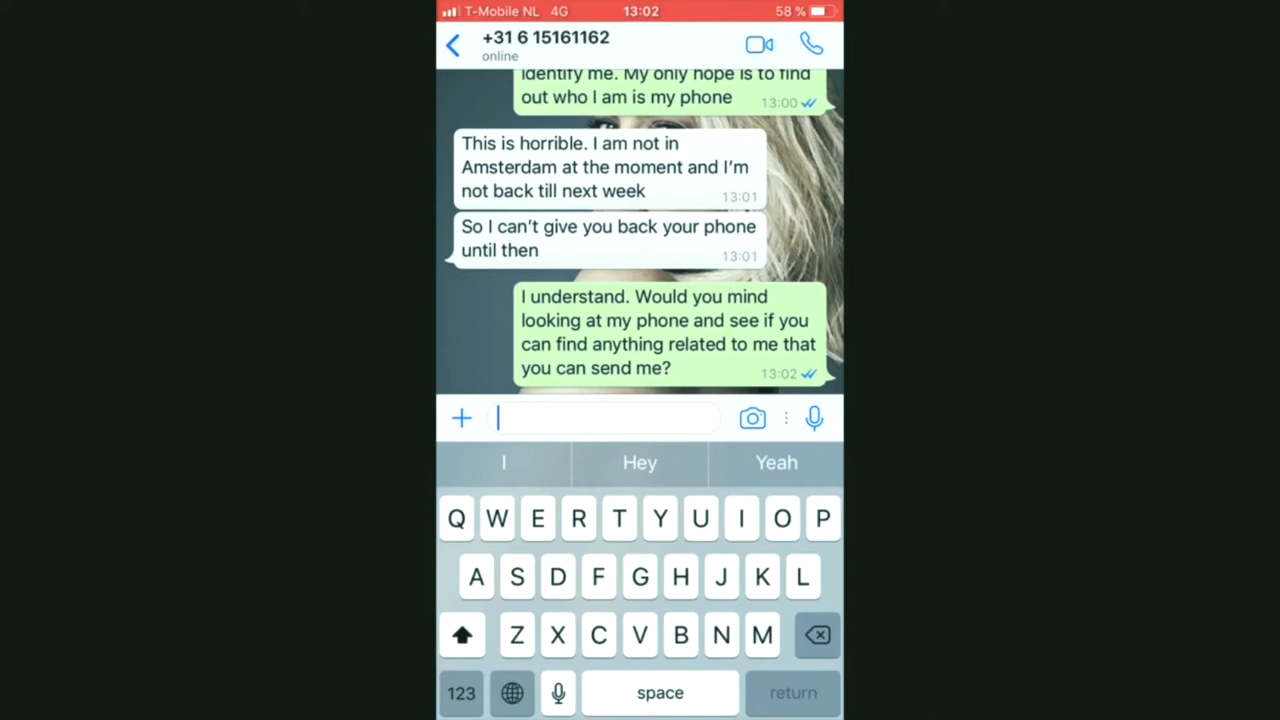 T-Mobile NL 4G 13:02 58 %
+31 6 15161162
online
identify me. My only hope is to find
out who I am is my phone
13:00
This is horrible. I am not in
Amsterdam at the moment and I'm
not back till next week
13:01
So I can't give you back your phone
until then
13:01
I understand. Would you mind
looking at my phone and see if you
can find anything related to me that
you can send me?
13:02
I Hey Yeah
Q W E R T Y U I O P
A S D F G H J K L
Z X C V B N M
123 space return